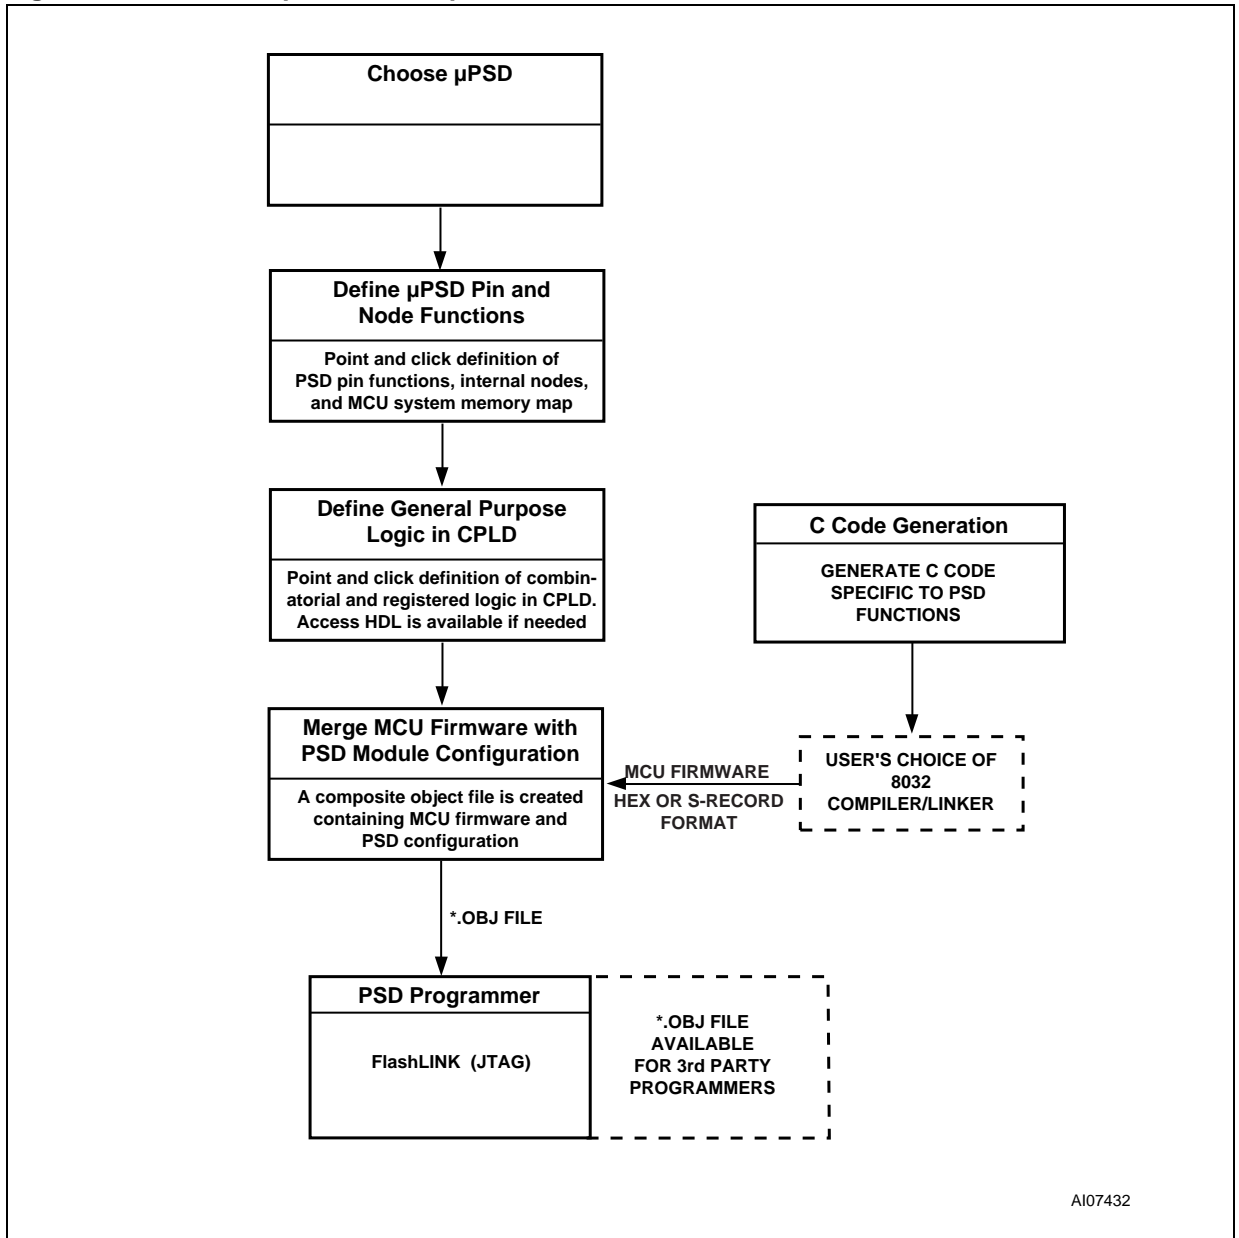 Choose µPSD
Define µPSD Pin and
Node Functions
Point and click definition of
PSD pin functions, internal nodes,
and MCU system memory map
Define General Purpose
Logic in CPLD
Point and click definition of combin-
atorial and registered logic in CPLD.
Access HDL is available if needed
C Code Generation
GENERATE C CODE
SPECIFIC TO PSD
FUNCTIONS
Merge MCU Firmware with
PSD Module Configuration
A composite object file is created
containing MCU firmware and
PSD configuration
MCU FIRMWARE
HEX OR S-RECORD
FORMAT
USER'S CHOICE OF
8032
COMPILER/LINKER
*.OBJ FILE
PSD Programmer
FlashLINK (JTAG)
*.OBJ FILE
AVAILABLE
FOR 3rd PARTY
PROGRAMMERS
AI07432